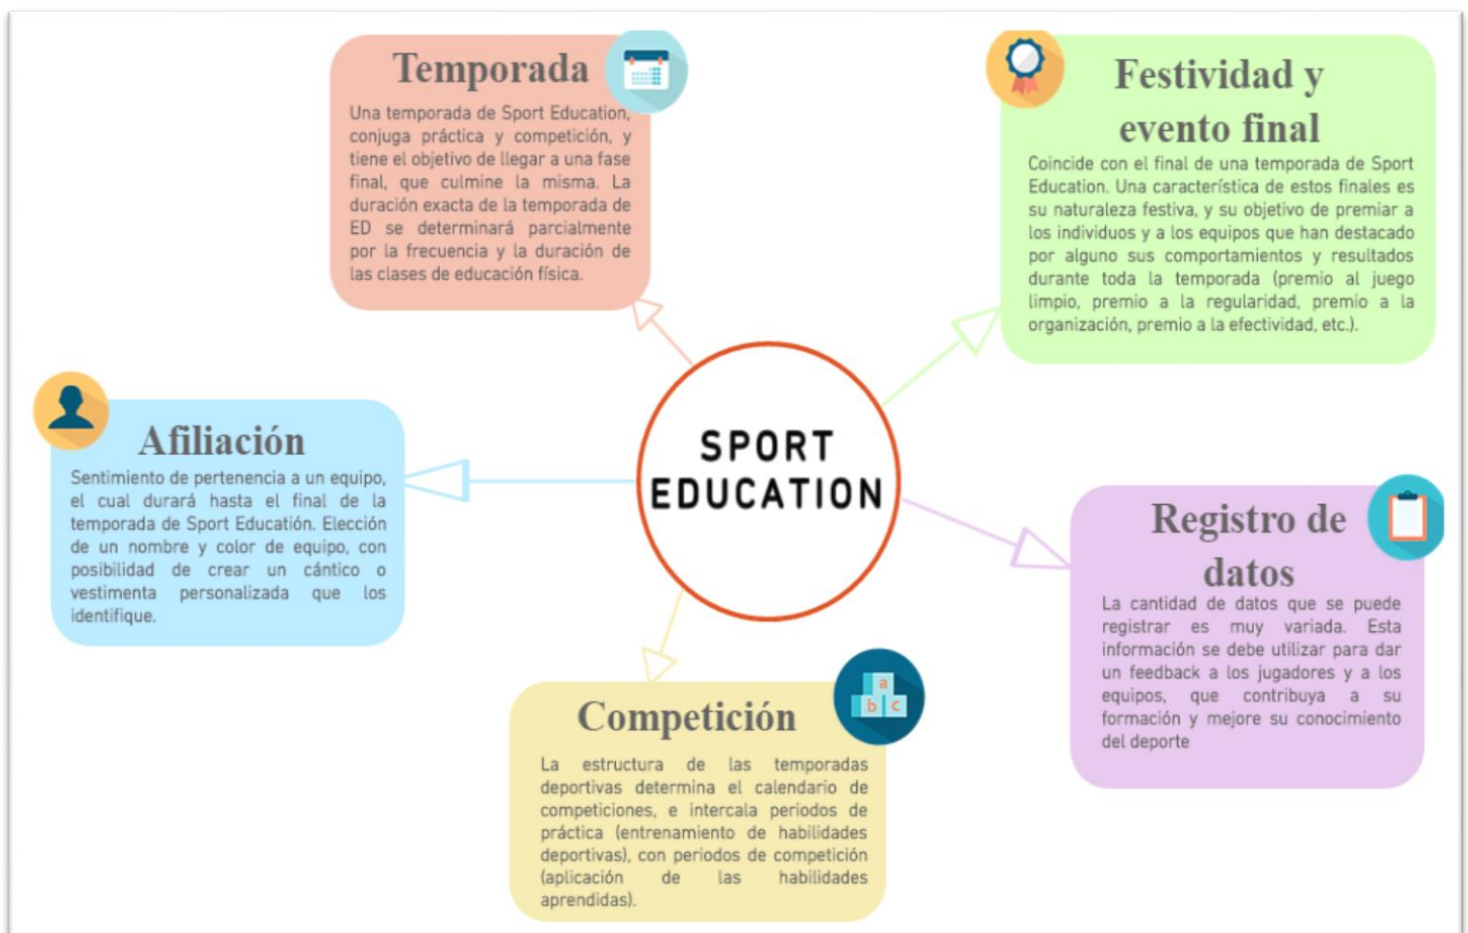 Temporada
Una temporada de Sport Education,
conjuga práctica y competición, y
tiene el objetivo de llegar a una fase
final, que culmine la misma. La
duración exacta de la temporada de
ED se determinará parcialmente
por la frecuencia y la duración de
las clases de educación física.
Festividad y
evento final
Coincide con el final de una temporada de Sport
Education. Una característica de estos finales es
su naturaleza festiva, y su objetivo de premiar a
los individuos y a los equipos que han destacado
por alguno sus comportamientos y resultados
durante toda la temporada (premio al juego
limpio, premio a la regularidad, premio a la
organización, premio a la efectividad, etc.).
Afiliación
Sentimiento de pertenencia a un equipo,
el cual durará hasta el final de la
temporada de Sport Educatión. Elección
de un nombre y color de equipo, con
posibilidad de crear un cántico o
vestimenta personalizada que los
identifique.
SPORT
EDUCATION
Registro de
datos
La cantidad de datos que se puede
registrar es muy variada. Esta
información se debe utilizar para dar
un feedback a los jugadores y a los
equipos, que contribuya a su
formación y mejore su conocimiento
del deporte
Competición
La estructura de las temporadas
deportivas determina el calendario de
competiciones, e intercala periodos de
práctica (entrenamiento de habilidades
deportivas), con periodos de competición
(aplicación de las habilidades
aprendidas).
a
b c